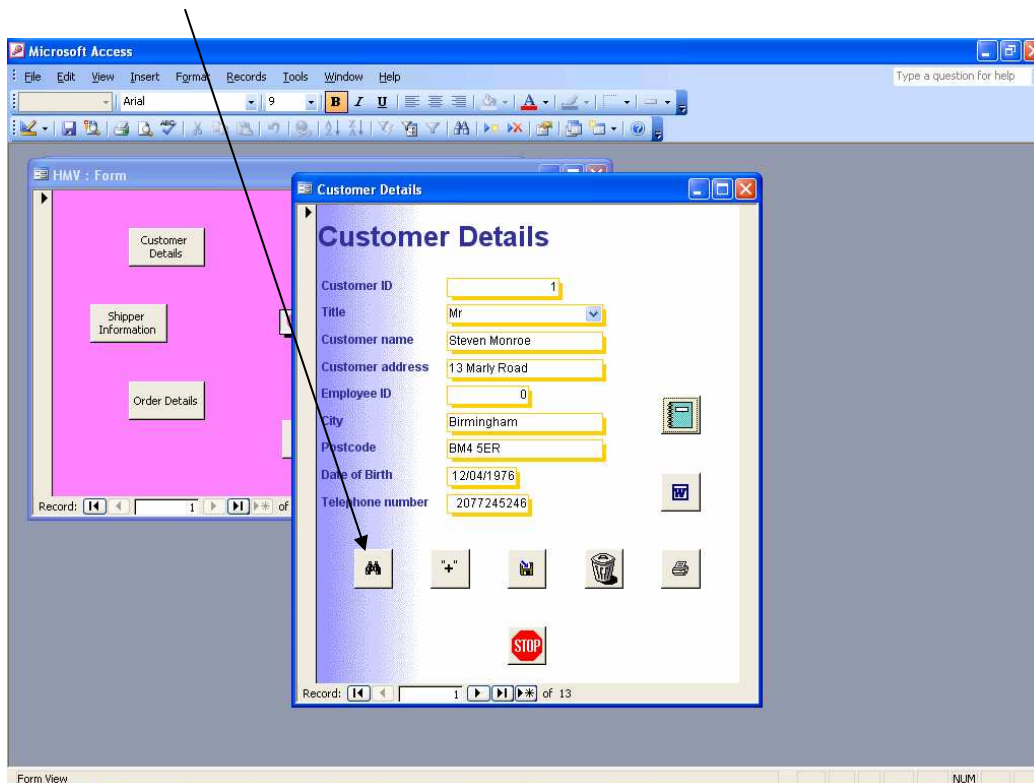 Microsoft Access
File Edit View Insert Format Records Tools Window Help
Type a question for help
Arial 9 B I U A
HMV : Form
Customer
Details
Shipper
Information
Order Details
Record: 1 of
Customer Details
Customer Details
Customer ID 1
Title Mr
Customer name Steven Monroe
Customer address 13 Marly Road
Employee ID 0
City Birmingham
Postcode BM4 5ER
Date of Birth 12/04/1976
Telephone number 2077245246
"+"
W
STOP
Record: 1 of 13
Form View
NUM